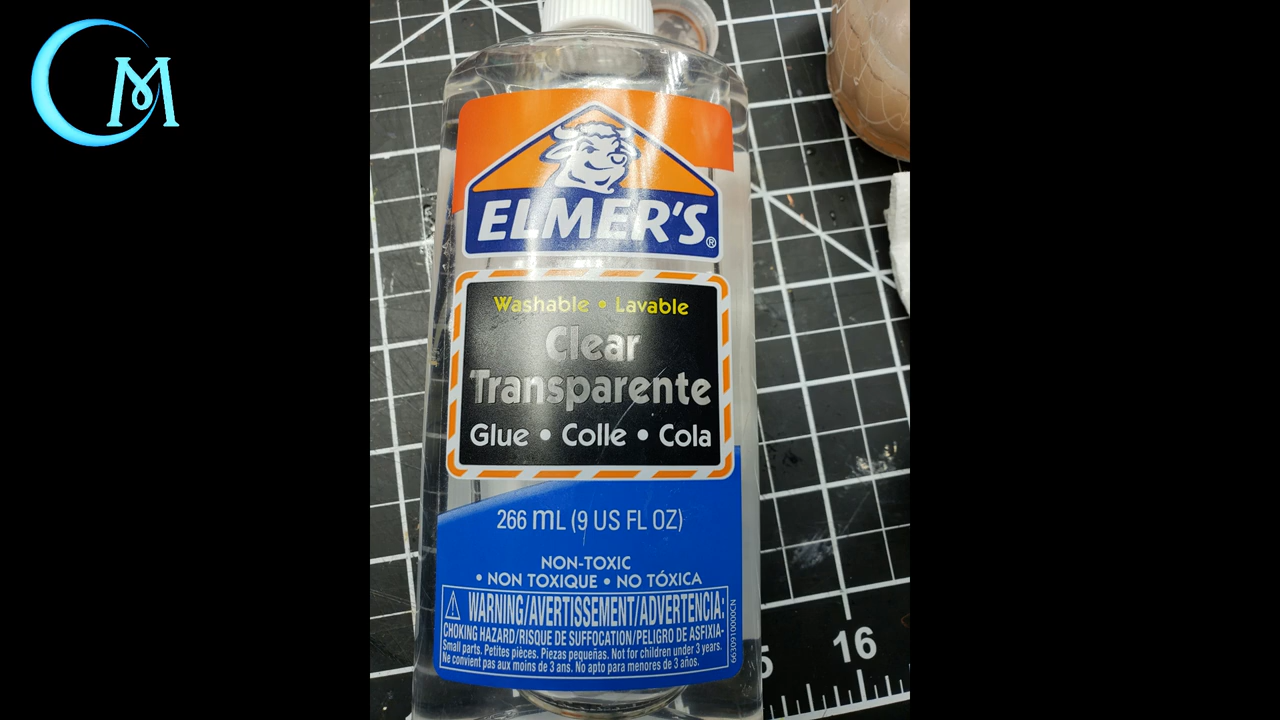 CM
ELMER'S®
Washable • Lavable
Clear
Transparente
Glue • Colle • Cola
266 mL (9 US FL OZ)
NON-TOXIC
• NON TOXIQUE • NO TÓXICA
⚠ WARNING/AVERTISSEMENT/ADVERTENCIA:
CHOKING HAZARD/RISQUE DE SUFFOCATION/PELIGRO DE ASFIXIA-
Small parts. Petites pièces. Piezas pequeñas. Not for children under 3 years.
Ne convient pas aux moins de 3 ans. No apto para menores de 3 años.
6630910000CN
5
16